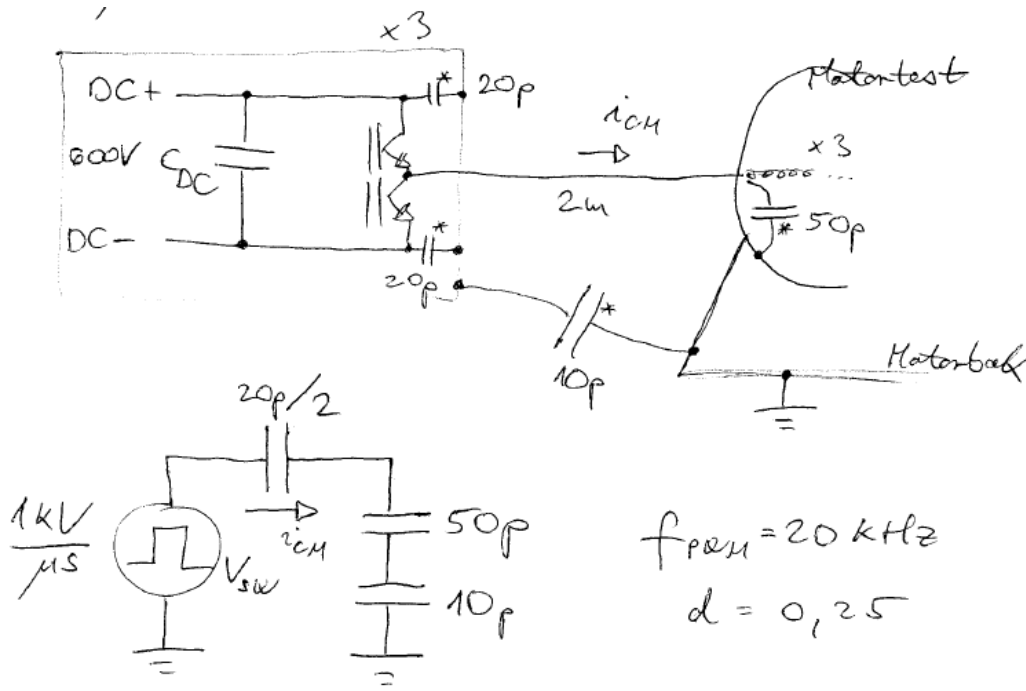 x3
DC+
20p
600V
C_DC
DC-
20p
i_CM
2m
Motortest
x3
50p
10p
Motorbock
20p/2
1kV/µs
V_sw
i_CM
50p
10p
f_PWM = 20 kHz
d = 0,25